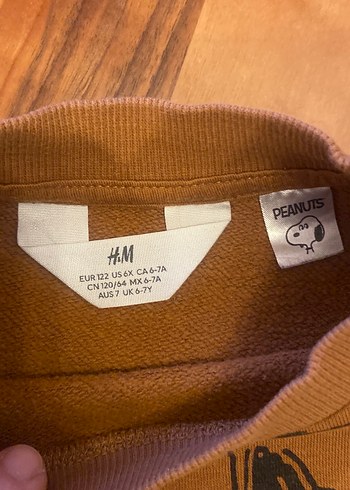 H&M
EUR 122 US 6X CA 6-7A
CN 120/64 MX 6-7A
AUS 7 UK 6-7Y
PEANUTS